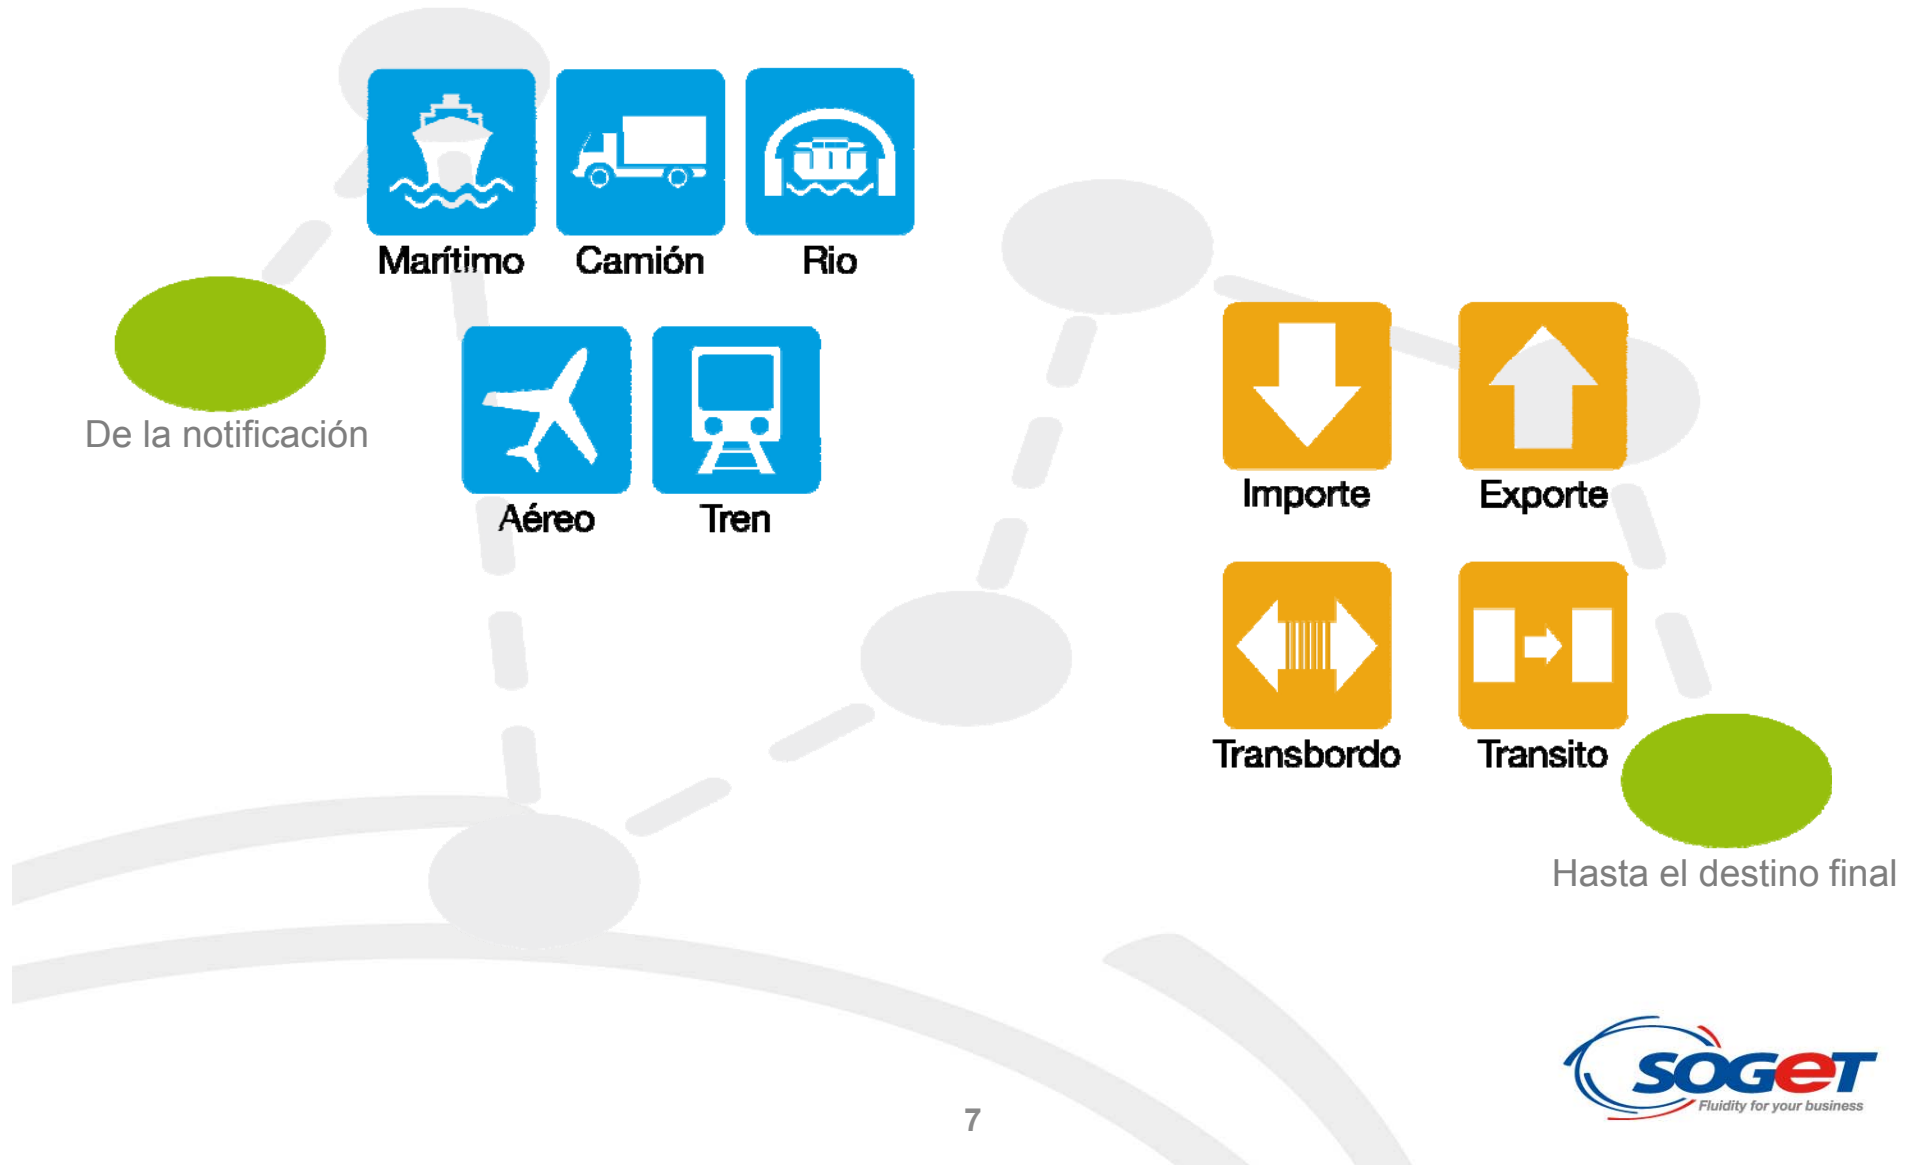 Marítimo Camión Rio
De la notificación
Aéreo Tren
Importe Exporte
Transbordo Transito
Hasta el destino final
SOGET
Fluidity for your business
7